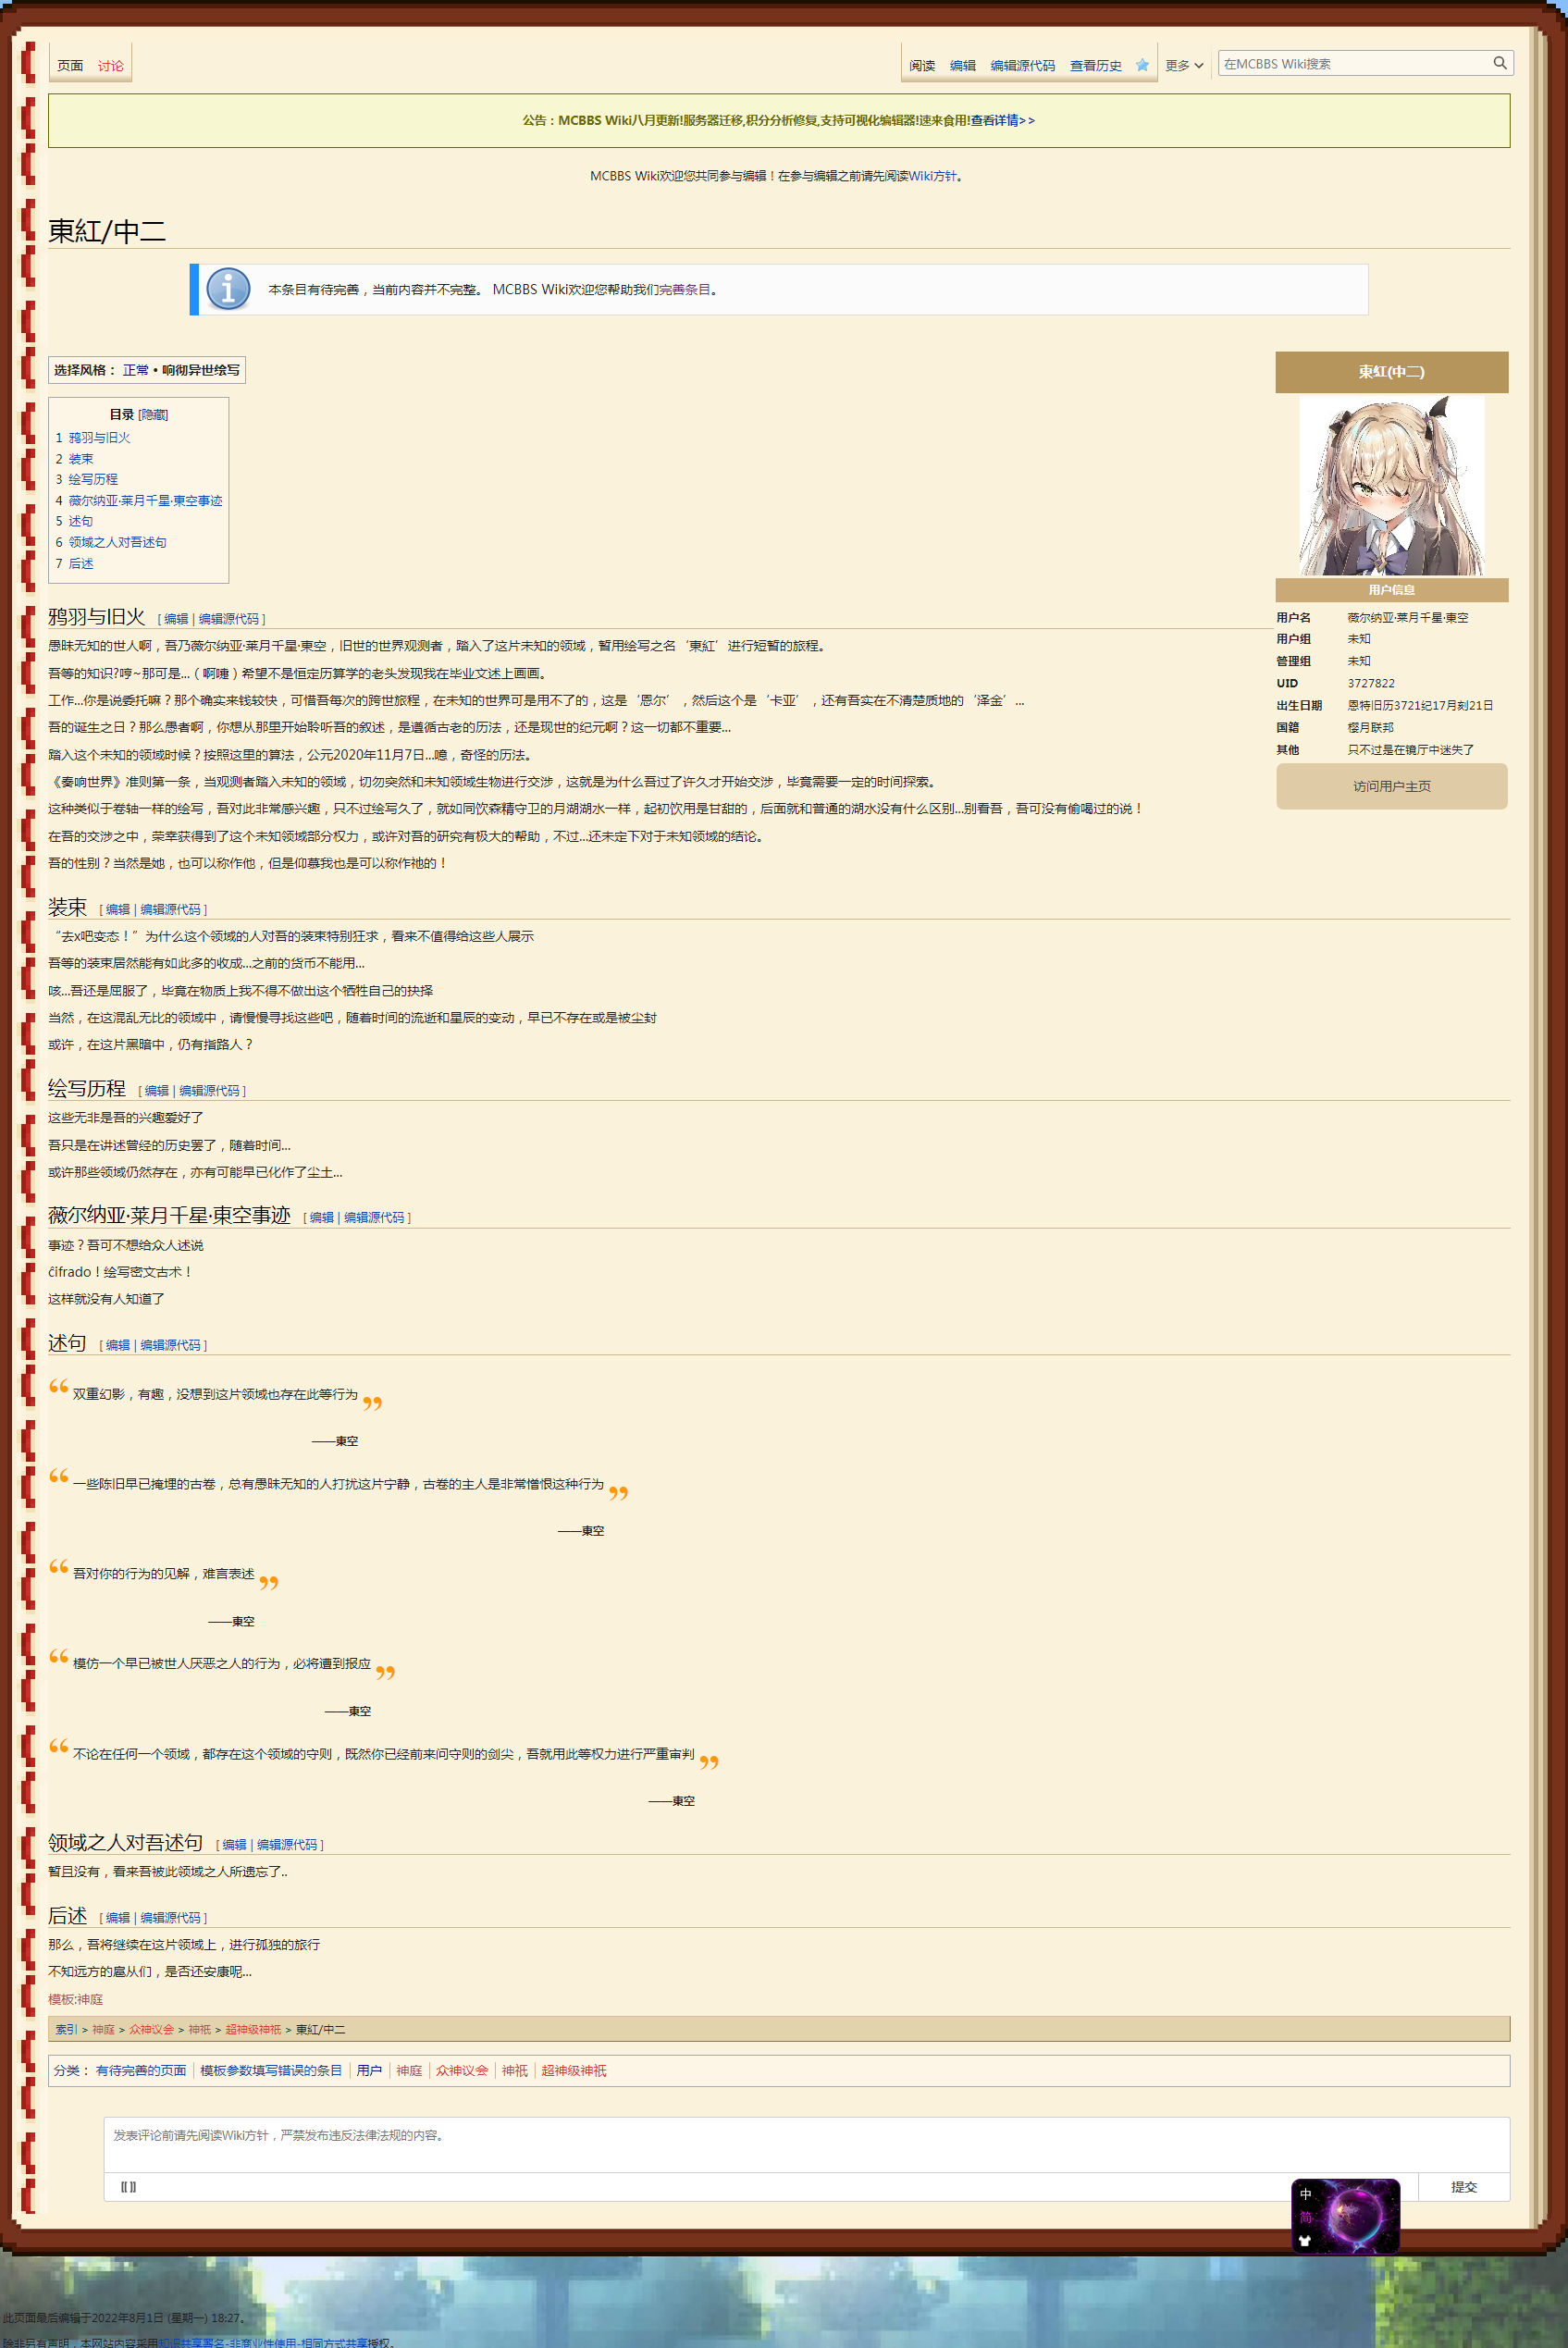 页面 讨论 阅读 编辑 编辑源代码 查看历史 更多 在MCBBS Wiki搜索
公告：MCBBS Wiki八月更新!服务器迁移,积分分析修复,支持可视化编辑器!速来食用!查看详情>>
MCBBS Wiki欢迎您共同参与编辑！在参与编辑之前请先阅读Wiki方针。
東紅/中二
本条目有待完善，当前内容并不完整。 MCBBS Wiki欢迎您帮助我们完善条目。
选择风格： 正常 • 响彻异世绘写
目录 [隐藏]
1 鸦羽与旧火
2 装束
3 绘写历程
4 薇尔纳亚·莱月千星·東空事迹
5 述句
6 领域之人对吾述句
7 后述
東紅(中二)
用户信息
用户名 薇尔纳亚·莱月千星·東空
用户组 未知
管理组 未知
UID 3727822
出生日期 恩特旧历3721纪17月刻21日
国籍 樱月联邦
其他 只不过是在镜厅中迷失了
访问用户主页
鸦羽与旧火 [ 编辑 | 编辑源代码 ]
愚昧无知的世人啊，吾乃薇尔纳亚·莱月千星·東空，旧世的世界观测者，踏入了这片未知的领域，暂用绘写之名‘東紅’进行短暂的旅程。
吾等的知识?哼~那可是...（啊嚏）希望不是恒定历算学的老头发现我在毕业文述上画画。
工作...你是说委托嘛？那个确实来钱较快，可惜吾每次的跨世旅程，在未知的世界可是用不了的，这是‘恩尔’，然后这个是‘卡亚’，还有吾实在不清楚质地的‘泽金’...
吾的诞生之日？那么愚者啊，你想从那里开始聆听吾的叙述，是遵循古老的历法，还是现世的纪元啊？这一切都不重要...
踏入这个未知的领域时候？按照这里的算法，公元2020年11月7日...噫，奇怪的历法。
《奏响世界》准则第一条，当观测者踏入未知的领域，切勿突然和未知领域生物进行交涉，这就是为什么吾过了许久才开始交涉，毕竟需要一定的时间探索。
这种类似于卷轴一样的绘写，吾对此非常感兴趣，只不过绘写久了，就如同饮森精守卫的月湖湖水一样，起初饮用是甘甜的，后面就和普通的湖水没有什么区别...别看吾，吾可没有偷喝过的说！
在吾的交涉之中，荣幸获得到了这个未知领域部分权力，或许对吾的研究有极大的帮助，不过...还未定下对于未知领域的结论。
吾的性别？当然是她，也可以称作他，但是仰慕我也是可以称作祂的！
装束 [ 编辑 | 编辑源代码 ]
“去x吧变态！”为什么这个领域的人对吾的装束特别狂求，看来不值得给这些人展示
吾等的装束居然能有如此多的收成...之前的货币不能用...
咳...吾还是屈服了，毕竟在物质上我不得不做出这个牺牲自己的抉择
当然，在这混乱无比的领域中，请慢慢寻找这些吧，随着时间的流逝和星辰的变动，早已不存在或是被尘封
或许，在这片黑暗中，仍有指路人？
绘写历程 [ 编辑 | 编辑源代码 ]
这些无非是吾的兴趣爱好了
吾只是在讲述曾经的历史罢了，随着时间...
或许那些领域仍然存在，亦有可能早已化作了尘土...
薇尔纳亚·莱月千星·東空事迹 [ 编辑 | 编辑源代码 ]
事迹？吾可不想给众人述说
ĉifrado！绘写密文古术！
这样就没有人知道了
述句 [ 编辑 | 编辑源代码 ]
“ 双重幻影，有趣，没想到这片领域也存在此等行为 ”
——東空
“ 一些陈旧早已掩埋的古卷，总有愚昧无知的人打扰这片宁静，古卷的主人是非常憎恨这种行为 ”
——東空
“ 吾对你的行为的见解，难言表述 ”
——東空
“ 模仿一个早已被世人厌恶之人的行为，必将遭到报应 ”
——東空
“ 不论在任何一个领域，都存在这个领域的守则，既然你已经前来问守则的剑尖，吾就用此等权力进行严重审判 ”
——東空
领域之人对吾述句 [ 编辑 | 编辑源代码 ]
暂且没有，看来吾被此领域之人所遗忘了..
后述 [ 编辑 | 编辑源代码 ]
那么，吾将继续在这片领域上，进行孤独的旅行
不知远方的扈从们，是否还安康呢...
模板:神庭
索引 > 神庭 > 众神议会 > 神祇 > 超神级神祇 > 東紅/中二
分类： 有待完善的页面 | 模板参数填写错误的条目 | 用户 | 神庭 | 众神议会 | 神祇 | 超神级神祇
发表评论前请先阅读Wiki方针，严禁发布违反法律法规的内容。
[[ ]] 提交
中
简
此页面最后编辑于2022年8月1日 (星期一) 18:27。
除非另有声明，本网站内容采用知识共享署名-非商业性使用-相同方式共享授权。